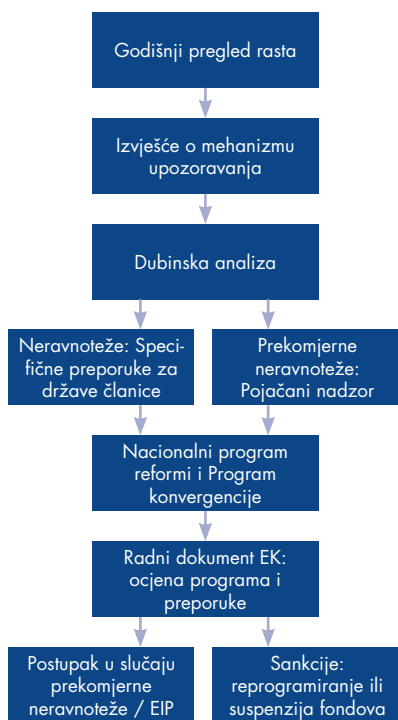 Godišnji pregled rasta
Izvješće o mehanizmu
upozoravanja
Dubinska analiza
Neravnoteže: Speci-
fične preporuke za
države članice
Prekomjerne
neravnoteže:
Pojačani nadzor
Nacionalni program
reformi i Program
konvergencije
Radni dokument EK:
ocjena programa i
preporuke
Postupak u slučaju
prekomjerne
neravnoteže / EIP
Sankcije:
reprogramiranje ili
suspenzija fondova